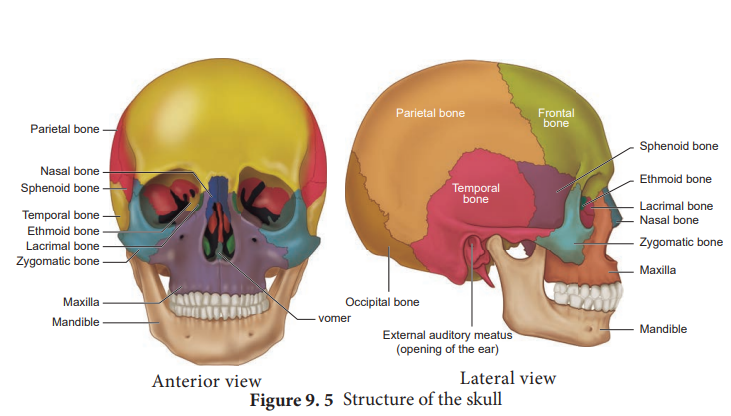 Parietal bone
Nasal bone
Sphenoid bone
Temporal bone
Ethmoid bone
Lacrimal bone
Zygomatic bone
Maxilla
Mandible
vomer
Anterior view
Parietal bone
Frontal
bone
Temporal
bone
Sphenoid bone
Ethmoid bone
Lacrimal bone
Nasal bone
Zygomatic bone
Maxilla
Mandible
Occipital bone
External auditory meatus
(opening of the ear)
Lateral view
Figure 9. 5 Structure of the skull